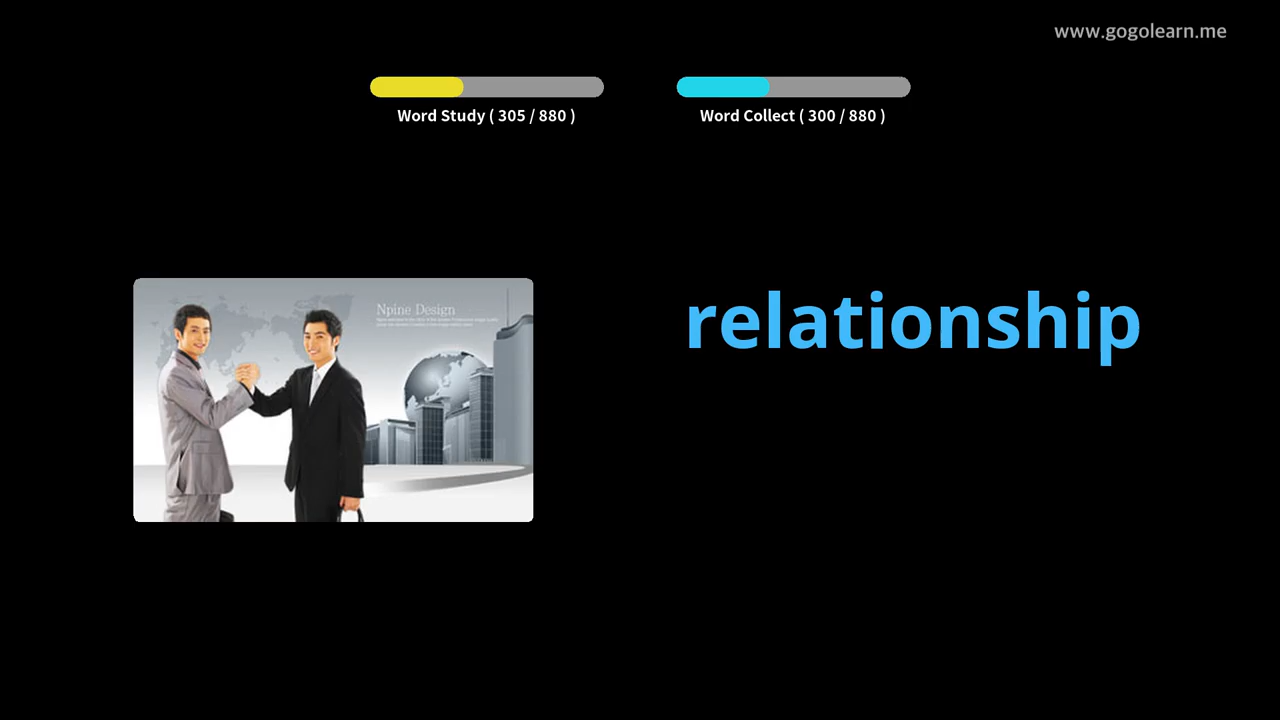 www.gogolearn.me
Word Study ( 305 / 880 )
Word Collect ( 300 / 880 )
Npine Design
relationship